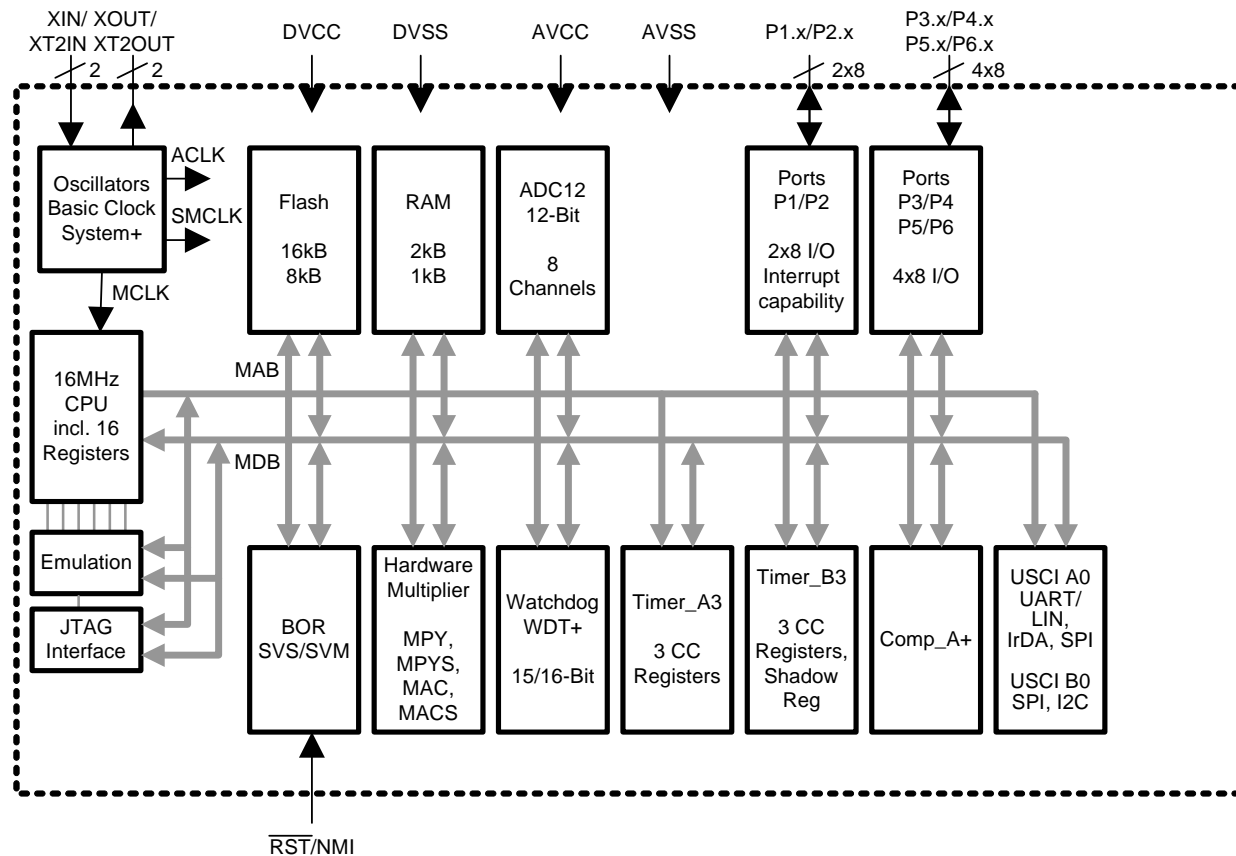 XIN/ XOUT/
XT2IN XT2OUT
2
2
DVCC
DVSS
AVCC
AVSS
P1.x/P2.x
2x8
P3.x/P4.x
P5.x/P6.x
4x8
Oscillators
Basic Clock
System+
ACLK
SMCLK
MCLK
Flash
16kB
8kB
RAM
2kB
1kB
ADC12
12-Bit
8
Channels
Ports
P1/P2
2x8 I/O
Interrupt
capability
Ports
P3/P4
P5/P6
4x8 I/O
16MHz
CPU
incl. 16
Registers
MAB
MDB
Emulation
JTAG
Interface
BOR
SVS/SVM
Hardware
Multiplier
MPY,
MPYS,
MAC,
MACS
Watchdog
WDT+
15/16-Bit
Timer_A3
3 CC
Registers
Timer_B3
3 CC
Registers,
Shadow
Reg
Comp_A+
USCI A0
UART/
LIN,
IrDA, SPI
USCI B0
SPI, I2C
RST/NMI